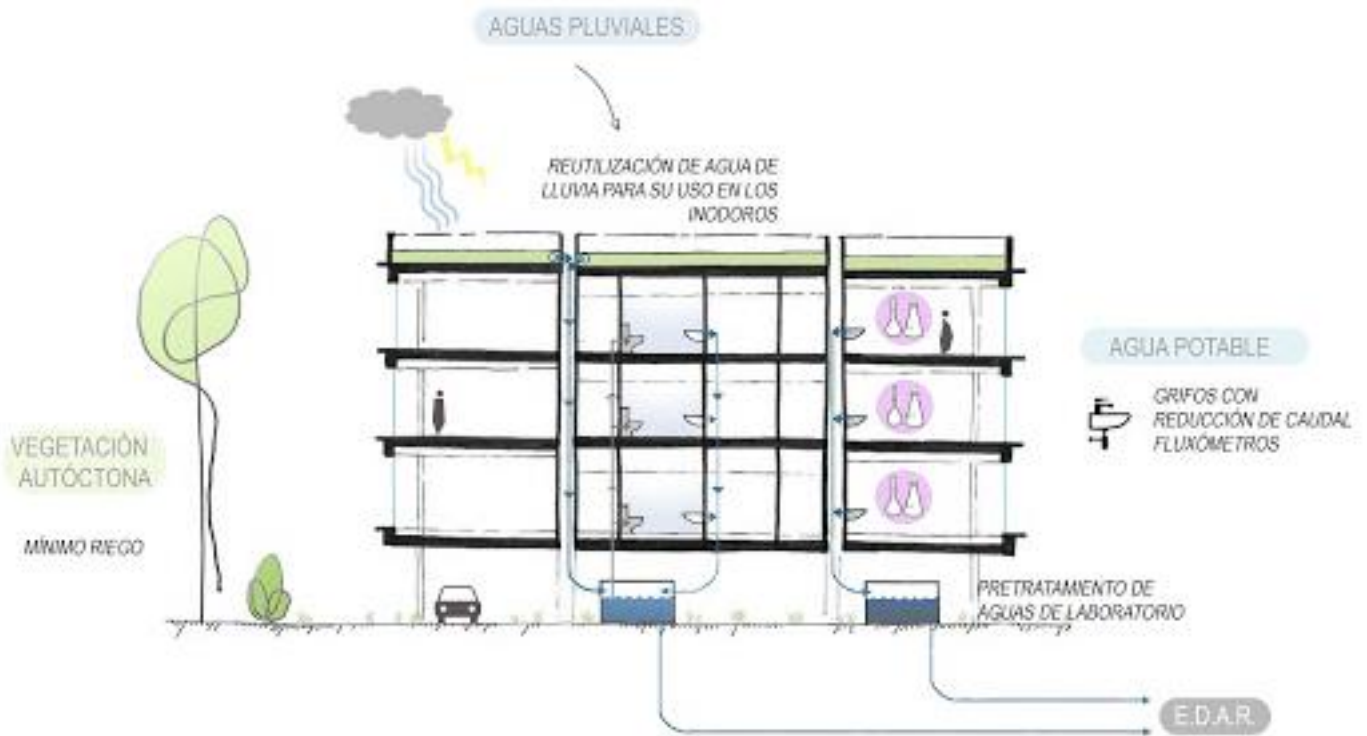 AGUAS PLUVIALES
REUTILIZACIÓN DE AGUA DE
LLUVIA PARA SU USO EN LOS
INODOROS
AGUA POTABLE
GRIFOS CON
REDUCCIÓN DE CAUDAL
FLUXÓMETROS
VEGETACIÓN
AUTÓCTONA
MÍNIMO RIEGO
PRETRATAMIENTO DE
AGUAS DE LABORATORIO
E.D.A.R.